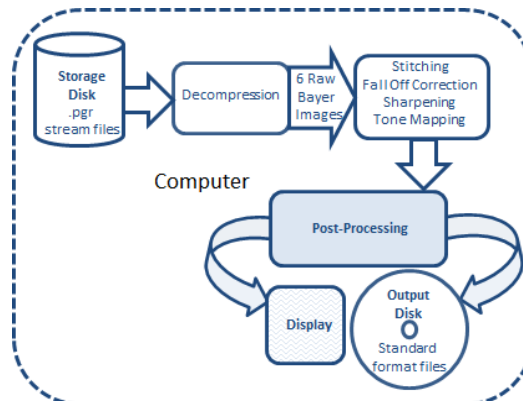 Storage
Disk
.pgr
stream files
Decompression
6 Raw
Bayer
Images
Stitching
Fall Off Correction
Sharpening
Tone Mapping
Computer
Post-Processing
Display
Output
Disk
Standard
format files